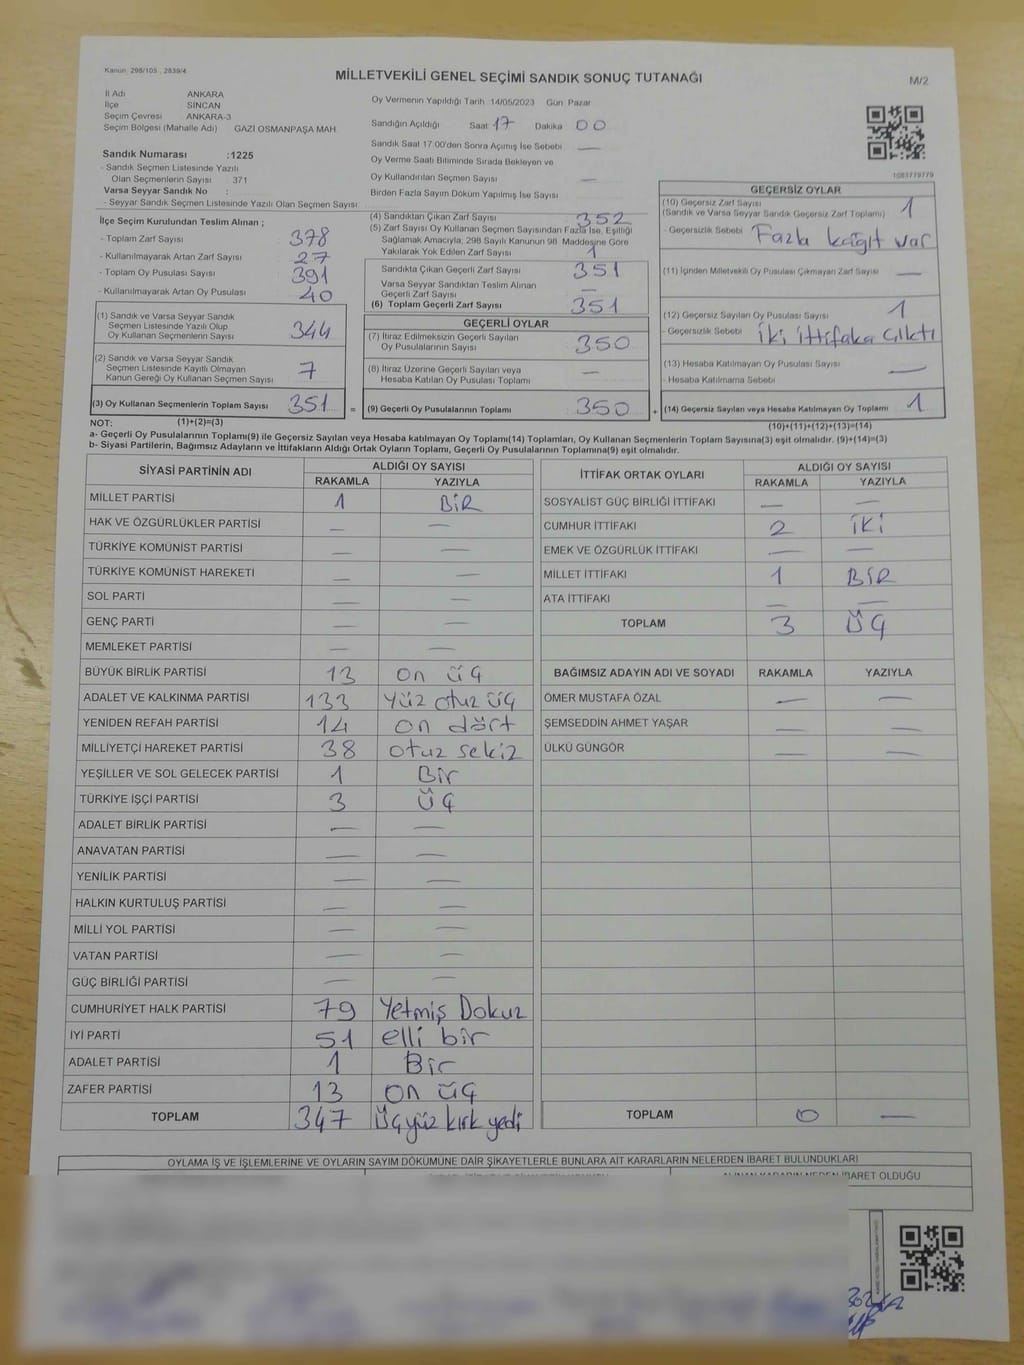 Kanun: 298/105 , 2839/4
MİLLETVEKİLİ GENEL SEÇİMİ SANDIK SONUÇ TUTANAĞI
M/2
İl Adı ANKARA
İlçe SİNCAN
Seçim Çevresi ANKARA-3
Seçim Bölgesi (Mahalle Adı) GAZİ OSMANPAŞA MAH.
Sandık Numarası :1225
- Sandık Seçmen Listesinde Yazılı
Olan Seçmenlerin Sayısı : 371
Varsa Seyyar Sandık No :
- Seyyar Sandık Seçmen Listesinde Yazılı Olan Seçmen Sayısı:
Oy Vermenin Yapıldığı Tarih :14/05/2023 Gün: Pazar
Sandığın Açıldığı Saat 17 Dakika 00
Sandık Saat 17:00'den Sonra Açımış İse Sebebi —
Oy Verme Saati Bitiminde Sırada Bekleyen ve
Oy Kullandırılan Seçmen Sayısı —
Birden Fazla Sayım Döküm Yapılmış İse Sayısı
1083779779
İlçe Seçim Kurulundan Teslim Alınan ;
- Toplam Zarf Sayısı 378
- Kullanılmayarak Artan Zarf Sayısı 27
- Toplam Oy Pusulası Sayısı 391
- Kullanılmayarak Artan Oy Pusulası 40
(1) Sandık ve Varsa Seyyar Sandık
Seçmen Listesinde Yazılı Olup
Oy Kullanan Seçmenlerin Sayısı 344
(2) Sandık ve Varsa Seyyar Sandık
Seçmen Listesinde Kayıtlı Olmayan
Kanun Gereği Oy Kullanan Seçmen Sayısı 7
(3) Oy Kullanan Seçmenlerin Toplam Sayısı 351 =
(1)+(2)=(3)
(4) Sandıktan Çıkan Zarf Sayısı 352
(5) Zarf Sayısı Oy Kullanan Seçmen Sayısından Fazla İse, Eşitliği
Sağlamak Amacıyla, 298 Sayılı Kanunun 98. Maddesine Göre
Yakılarak Yok Edilen Zarf Sayısı 1
Sandıkta Çıkan Geçerli Zarf Sayısı 351
Varsa Seyyar Sandıktan Teslim Alınan
Geçerli Zarf Sayısı —
(6) Toplam Geçerli Zarf Sayısı 351
GEÇERLİ OYLAR
(7) İtiraz Edilmeksizin Geçerli Sayılan
Oy Pusulalarının Sayısı 350
(8) İtiraz Üzerine Geçerli Sayılan veya
Hesaba Katılan Oy Pusulası Toplamı —
(9) Geçerli Oy Pusulalarının Toplamı 350 +
GEÇERSİZ OYLAR
(10) Geçersiz Zarf Sayısı
(Sandık ve Varsa Seyyar Sandık Geçersiz Zarf Toplamı) 1
- Geçersizlik Sebebi Fazla kağıt var
(11) İçinden Milletvekili Oy Pusulası Çıkmayan Zarf Sayısı —
(12) Geçersiz Sayılan Oy Pusulası Sayısı 1
- Geçersizlik Sebebi İki ittifaka çıktı
(13) Hesaba Katılmayan Oy Pusulası Sayısı —
- Hesaba Katılmama Sebebi
(14) Geçersiz Sayılan veya Hesaba Katılmayan Oy Toplamı 1
(10)+(11)+(12)+(13)=(14)
NOT:
a- Geçerli Oy Pusulalarının Toplamı(9) ile Geçersiz Sayılan veya Hesaba katılmayan Oy Toplamı(14) Toplamları, Oy Kullanan Seçmenlerin Toplam Sayısına(3) eşit olmalıdır. (9)+(14)=(3)
b- Siyasi Partilerin, Bağımsız Adayların ve İttifakların Aldığı Ortak Oyların Toplamı, Geçerli Oy Pusulalarının Toplamına(9) eşit olmalıdır.
SİYASİ PARTİNİN ADI ALDIĞI OY SAYISI
RAKAMLA YAZIYLA
MİLLET PARTİSİ 1 BİR
HAK VE ÖZGÜRLÜKLER PARTİSİ — —
TÜRKİYE KOMÜNİST PARTİSİ — —
TÜRKİYE KOMÜNİST HAREKETİ — —
SOL PARTİ — —
GENÇ PARTİ — —
MEMLEKET PARTİSİ — —
BÜYÜK BİRLİK PARTİSİ 13 on üç
ADALET VE KALKINMA PARTİSİ 133 yüz otuz üç
YENİDEN REFAH PARTİSİ 14 on dört
MİLLİYETÇİ HAREKET PARTİSİ 38 otuz sekiz
YEŞİLLER VE SOL GELECEK PARTİSİ 1 Bir
TÜRKİYE İŞÇİ PARTİSİ 3 üç
ADALET BİRLİK PARTİSİ — —
ANAVATAN PARTİSİ — —
YENİLİK PARTİSİ — —
HALKIN KURTULUŞ PARTİSİ — —
MİLLİ YOL PARTİSİ — —
VATAN PARTİSİ — —
GÜÇ BİRLİĞİ PARTİSİ — —
CUMHURİYET HALK PARTİSİ 79 Yetmiş Dokuz
İYİ PARTİ 51 elli bir
ADALET PARTİSİ 1 Bir
ZAFER PARTİSİ 13 on üç
TOPLAM 347 Üçyüz kırk yedi
İTTİFAK ORTAK OYLARI ALDIĞI OY SAYISI
RAKAMLA YAZIYLA
SOSYALİST GÜÇ BİRLİĞİ İTTİFAKI — —
CUMHUR İTTİFAKI 2 İKİ
EMEK VE ÖZGÜRLÜK İTTİFAKI — —
MİLLET İTTİFAKI 1 BİR
ATA İTTİFAKI — —
TOPLAM 3 ÜÇ
BAĞIMSIZ ADAYIN ADI VE SOYADI RAKAMLA YAZIYLA
ÖMER MUSTAFA ÖZAL — —
ŞEMSEDDİN AHMET YAŞAR — —
ÜLKÜ GÜNGÖR — —
TOPLAM 0 —
OYLAMA İŞ VE İŞLEMLERİNE VE OYLARIN SAYIM DÖKÜMÜNE DAİR ŞİKAYETLERLE BUNLARA AİT KARARLARIN NELERDEN İBARET BULUNDUKLARI
ALINAN KARARIN NEDEN İBARET OLDUĞU